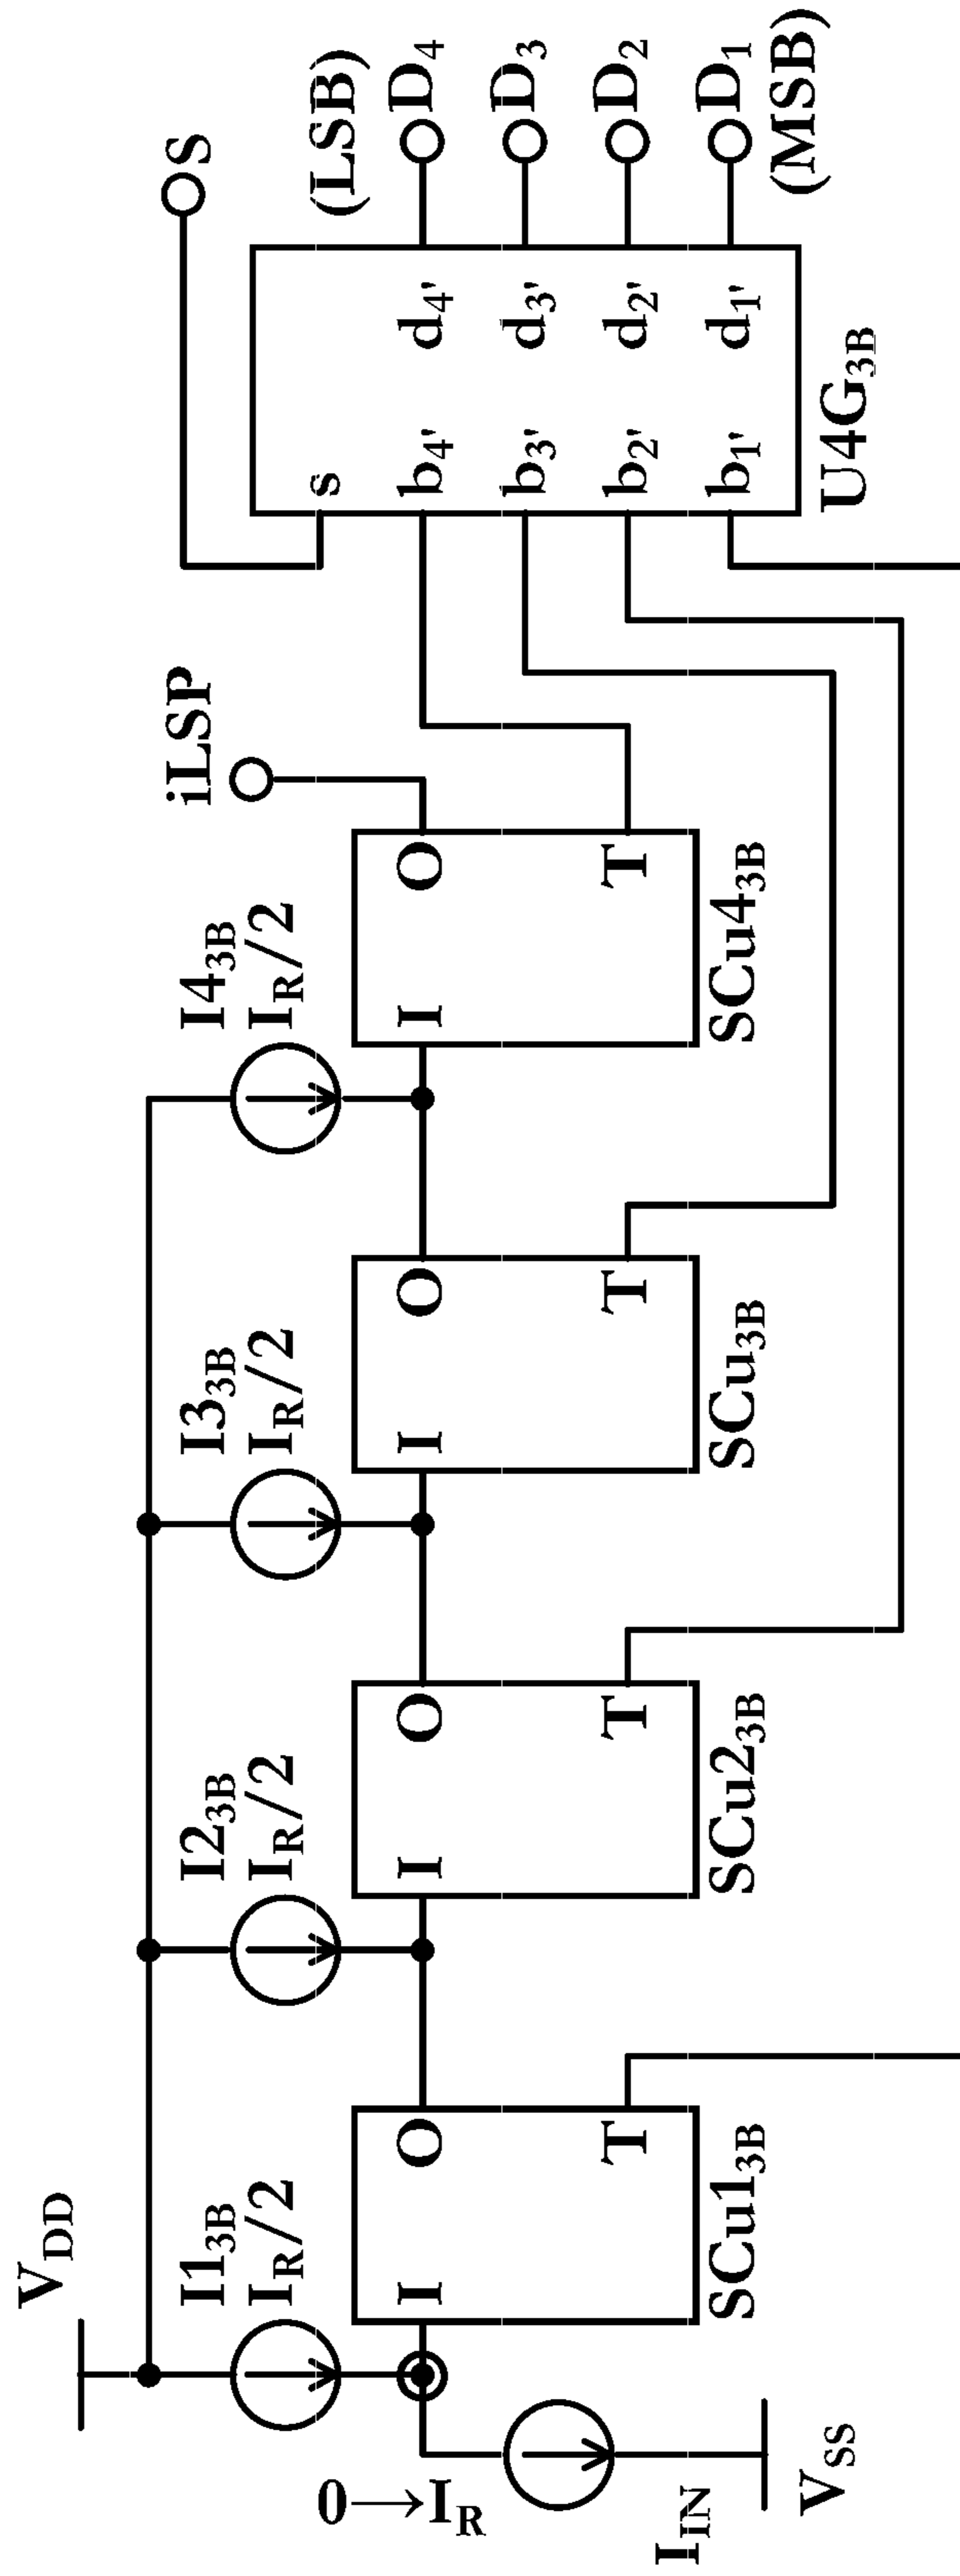 V_DD
I1_3B
I_R/2
I2_3B
I_R/2
I3_3B
I_R/2
I4_3B
I_R/2
iLSP
S
0→I_R
I_IN
V_SS
I
O
T
SCu1_3B
I
O
T
SCu2_3B
I
O
T
SCu_3B
I
O
T
SCu4_3B
s
b_4'
d_4'
b_3'
d_3'
b_2'
d_2'
b_1'
d_1'
U4G_3B
(LSB)
D_4
D_3
D_2
D_1
(MSB)